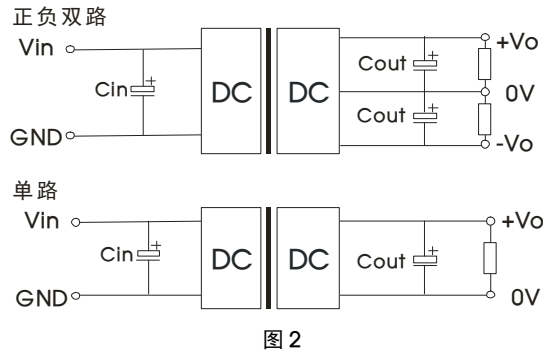 正负双路
Vin
+Vo
Cout
Cin
DC
DC
0V
Cout
GND
-Vo
单路
Vin
+Vo
Cin
DC
DC
Cout
GND
0V
图2